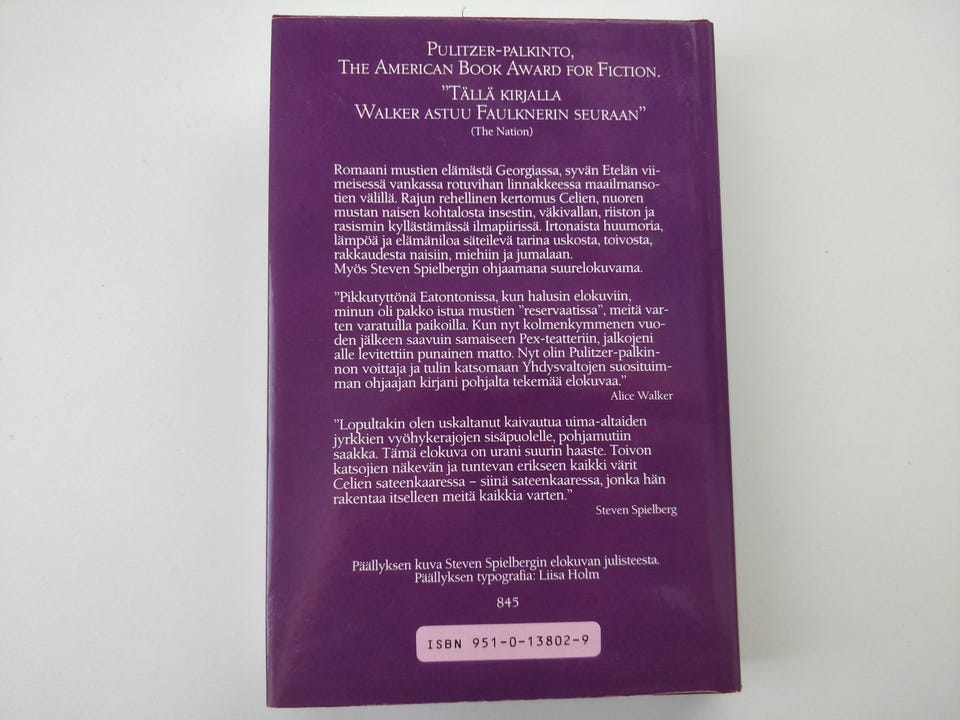 PULITZER-PALKINTO,
THE AMERICAN BOOK AWARD FOR FICTION.
"TÄLLÄ KIRJALLA
WALKER ASTUU FAULKNERIN SEURAAN"
(The Nation)
Romaani mustien elämästä Georgiassa, syvän Etelän vii-
meisessä vankassa rotuvihan linnakkeessa maailmanso-
tien välillä. Rajun rehellinen kertomus Celien, nuoren
mustan naisen kohtalosta insestin, väkivallan, riiston ja
rasismin kyllästämässä ilmapiirissä. Irtonaista huumoria,
lämpöä ja elämäniloa säteilevä tarina uskosta, toivosta,
rakkaudesta naisiin, miehiin ja jumalaan.
Myös Steven Spielbergin ohjaamana suurelokuvama.
"Pikkutyttönä Eatontonissa, kun halusin elokuviin,
minun oli pakko istua mustien "reservaatissa", meitä var-
ten varatuilla paikoilla. Kun nyt kolmenkymmenen vuo-
den jälkeen saavuin samaiseen Pex-teatteriin, jalkojeni
alle levitettiin punainen matto. Nyt olin Pulitzer-palkin-
non voittaja ja tulin katsomaan Yhdysvaltojen suosituim-
man ohjaajan kirjani pohjalta tekemää elokuvaa."
Alice Walker
"Lopultakin olen uskaltanut kaivautua uima-altaiden
jyrkkien vyöhykerajojen sisäpuolelle, pohjamutiin
saakka. Tämä elokuva on urani suurin haaste. Toivon
katsojien näkevän ja tuntevan erikseen kaikki värit
Celien sateenkaaressa – siinä sateenkaaressa, jonka hän
rakentaa itselleen meitä kaikkia varten."
Steven Spielberg
Päällyksen kuva Steven Spielbergin elokuvan julisteesta.
Päällyksen typografia: Liisa Holm
845
ISBN 951-0-13802-9